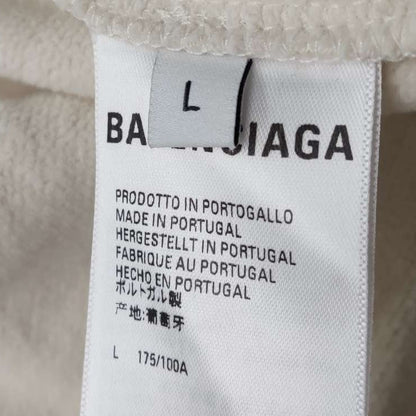 L
BALENCIAGA
PRODOTTO IN PORTOGALLO
MADE IN PORTUGAL
HERGESTELLT IN PORTUGAL
FABRIQUE AU PORTUGAL
HECHO EN PORTUGAL
ポルトガル製
产地:葡萄牙
L 175/100A